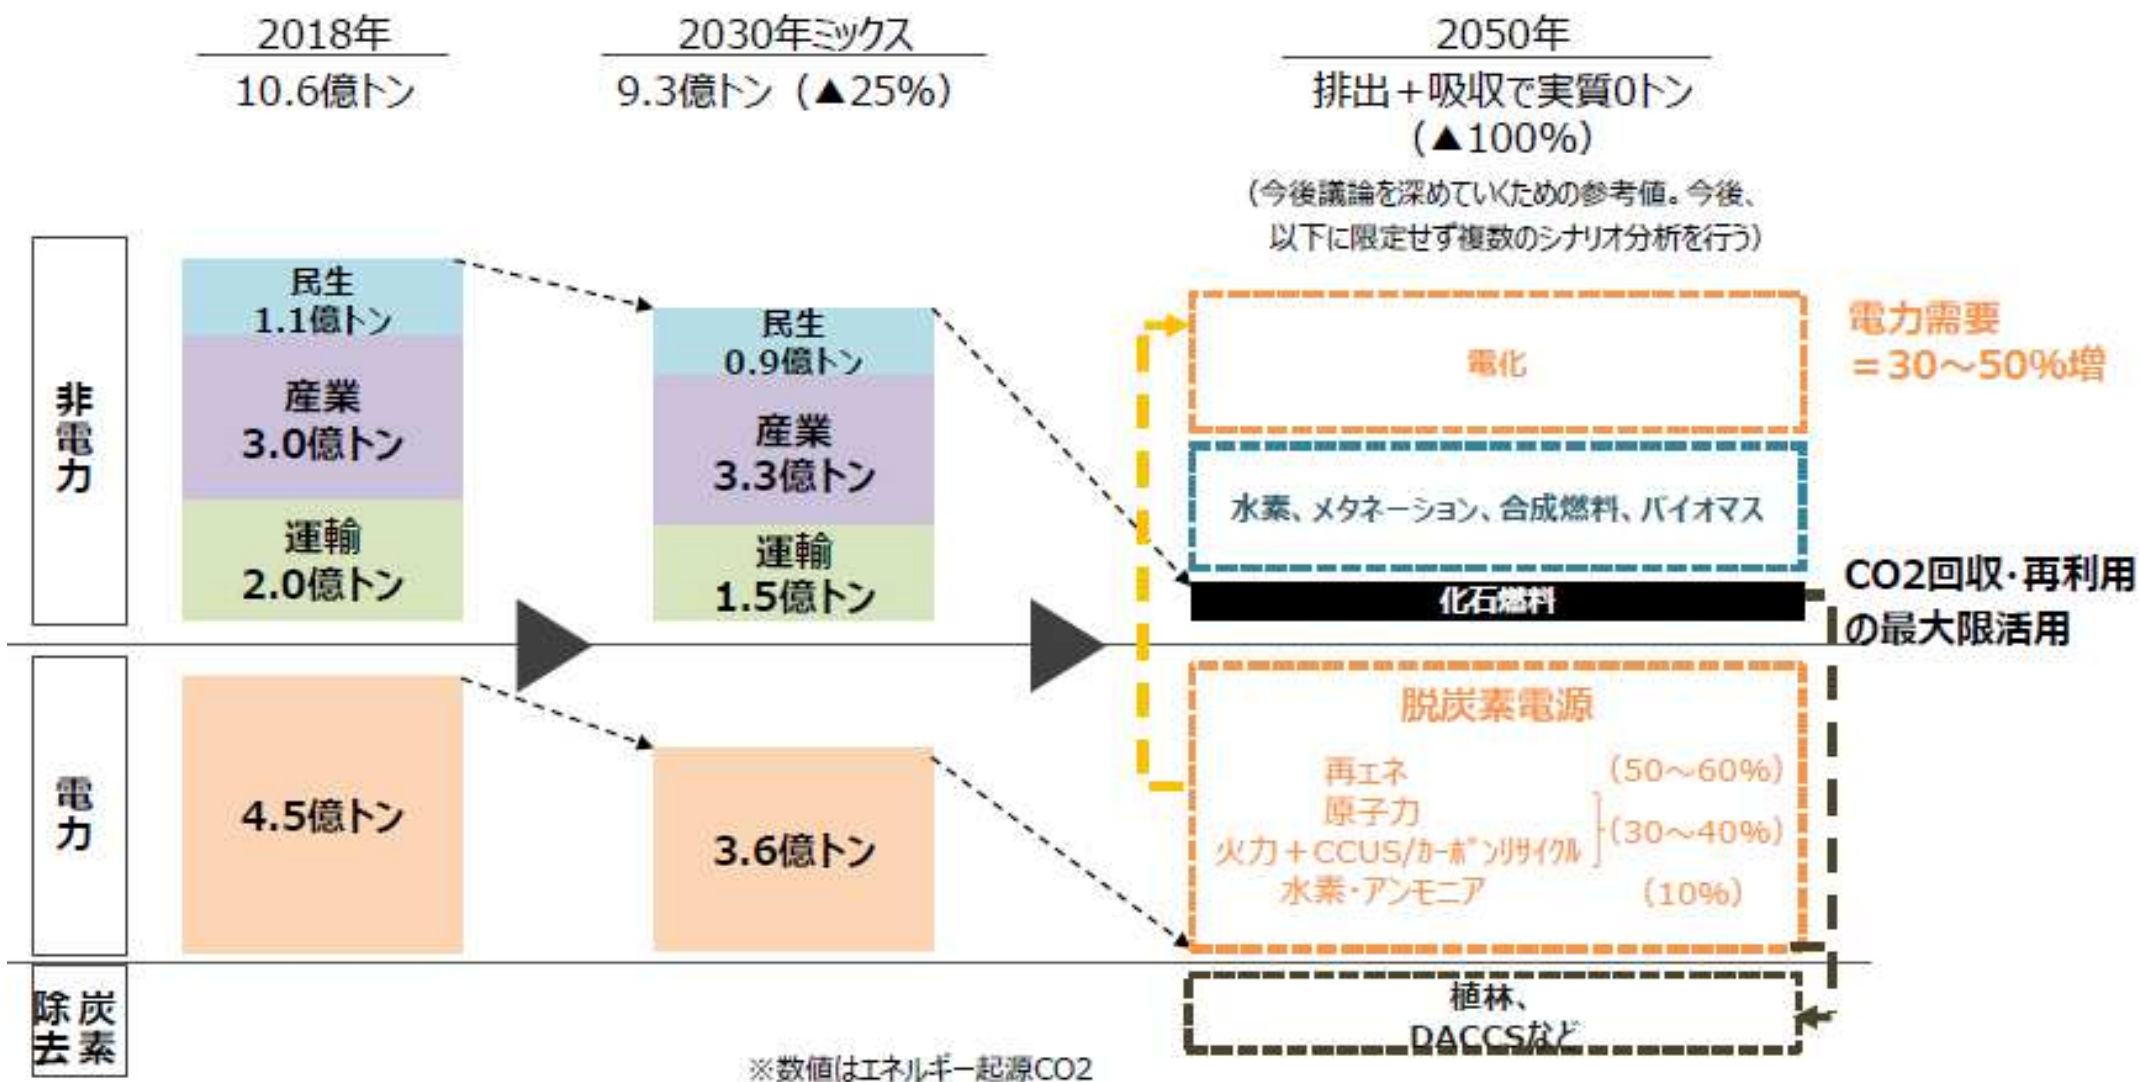 2018年
10.6億トン
2030年ミックス
9.3億トン（▲25%）
2050年
排出＋吸収で実質0トン
（▲100%）
（今後議論を深めていくための参考値。今後、
以下に限定せず複数のシナリオ分析を行う）
非電力
民生
1.1億トン
産業
3.0億トン
運輸
2.0億トン
民生
0.9億トン
産業
3.3億トン
運輸
1.5億トン
電化
電力需要
＝30～50%増
水素、メタネーション、合成燃料、バイオマス
化石燃料
CO2回収・再利用
の最大限活用
電力
4.5億トン
3.6億トン
脱炭素電源
再エネ （50～60%）
原子力
火力＋CCUS/カーボンリサイクル （30～40%）
水素・アンモニア （10%）
炭素除去
植林、
DACCSなど
※数値はエネルギー起源CO2